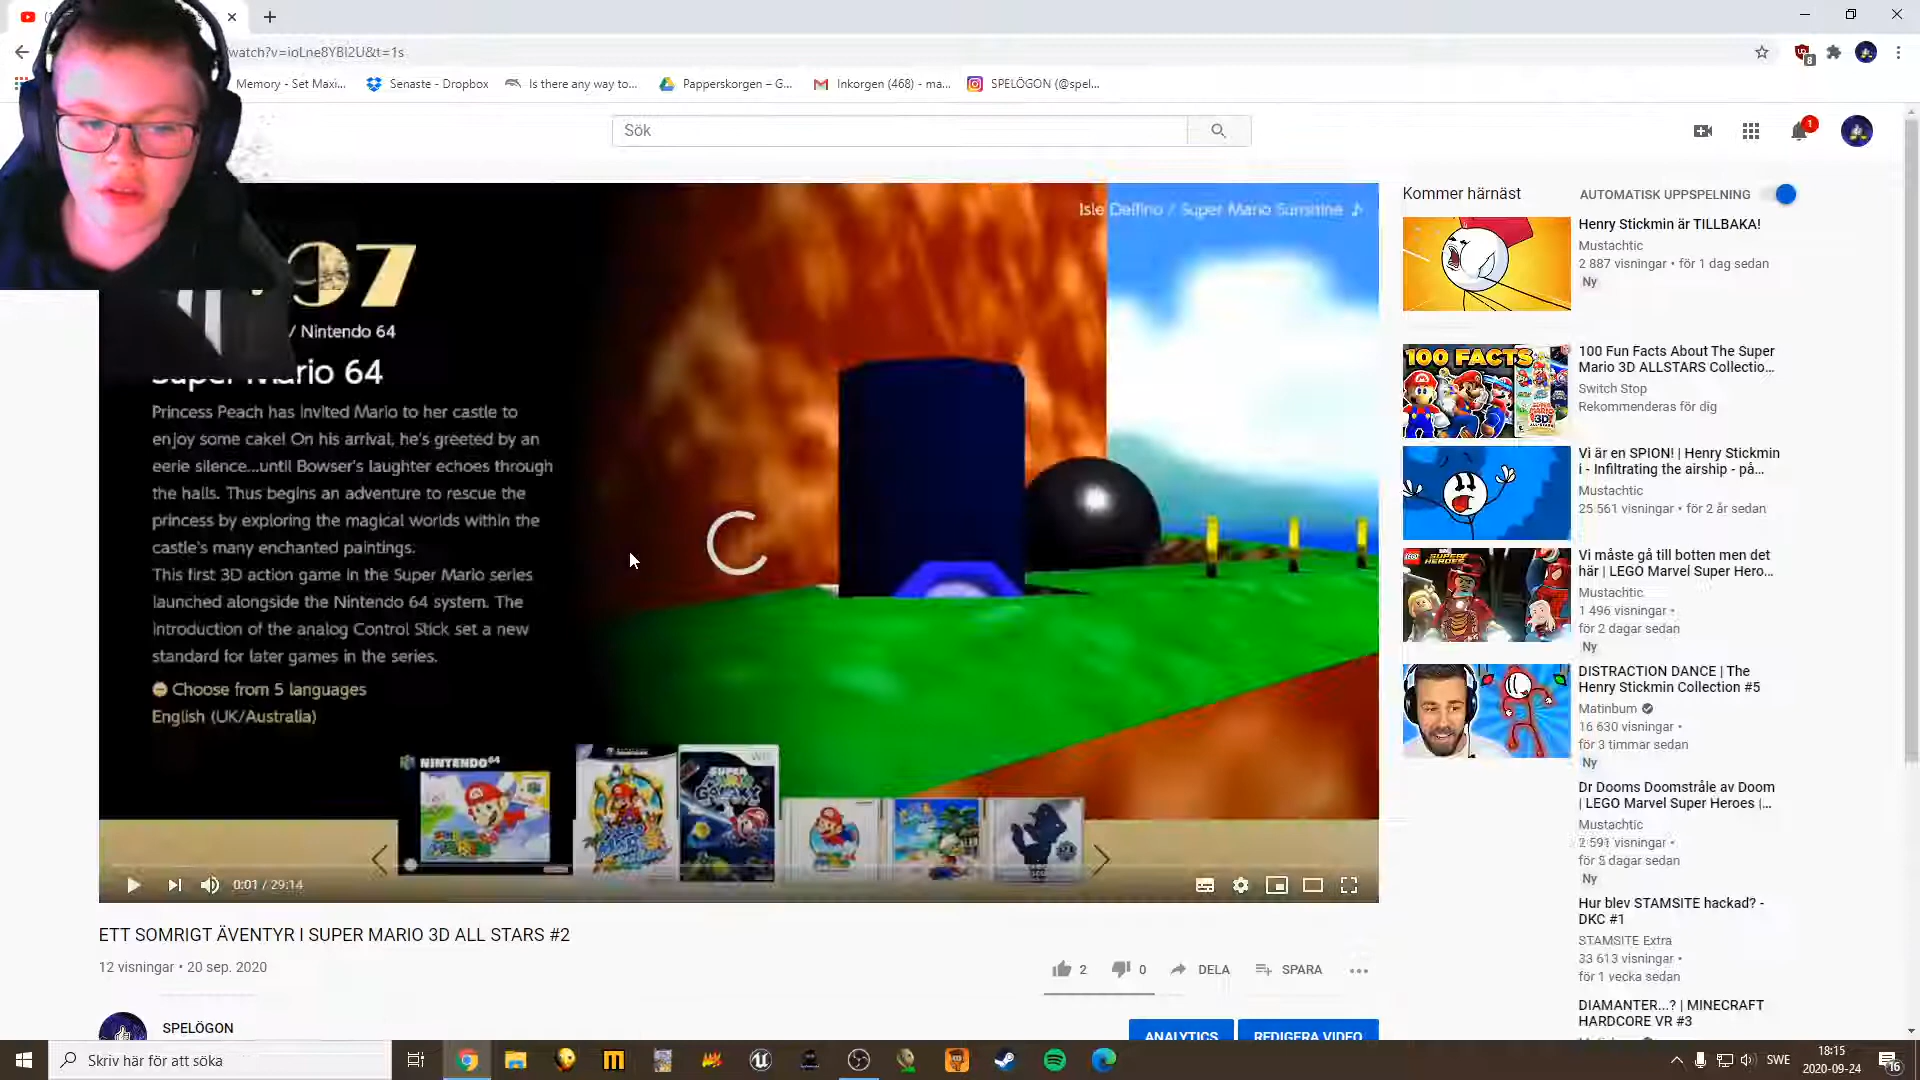 watch?v=ioLne8YBl2U&t=1s
Memory - Set Maxi...
Senaste - Dropbox
Is there any way to...
Papperskorgen – G...
Inkorgen (468) - ma...
SPELÖGON (@spel...
8
Sök
1
97
/ Nintendo 64
Super Mario 64
Princess Peach has invited Mario to her castle to
enjoy some cake! On his arrival, he's greeted by an
eerie silence...until Bowser's laughter echoes through
the halls. Thus begins an adventure to rescue the
princess by exploring the magical worlds within the
castle's many enchanted paintings.
This first 3D action game in the Super Mario series
launched alongside the Nintendo 64 system. The
introduction of the analog Control Stick set a new
standard for later games in the series.
Choose from 5 languages
English (UK/Australia)
Isle Delfino / Super Mario Sunshine ♪
NINTENDO 64
Wii
SUPER
MARIO
GALAXY
0:01 / 29:14
ETT SOMRIGT ÄVENTYR I SUPER MARIO 3D ALL STARS #2
12 visningar • 20 sep. 2020
2
0
DELA
SPARA
SPELÖGON
ANALYTICS
REDIGERA VIDEO
Kommer härnäst
AUTOMATISK UPPSPELNING
Henry Stickmin är TILLBAKA!
Mustachtic
2 887 visningar • för 1 dag sedan
Ny
100 FACTS
100 Fun Facts About The Super
Mario 3D ALLSTARS Collectio...
Switch Stop
Rekommenderas för dig
Vi är en SPION! | Henry Stickmin
i - Infiltrating the airship - på...
Mustachtic
25 561 visningar • för 2 år sedan
Vi måste gå till botten men det
här | LEGO Marvel Super Hero...
Mustachtic
1 496 visningar •
för 2 dagar sedan
Ny
DISTRACTION DANCE | The
Henry Stickmin Collection #5
Matinbum
16 630 visningar •
för 3 timmar sedan
Ny
Dr Dooms Doomstråle av Doom
| LEGO Marvel Super Heroes |...
Mustachtic
2 591 visningar •
för 5 dagar sedan
Ny
Hur blev STAMSITE hackad? -
DKC #1
STAMSITE Extra
33 613 visningar •
för 1 vecka sedan
DIAMANTER...? | MINECRAFT
HARDCORE VR #3
Skriv här för att söka
SWE
18:15
2020-09-24
16